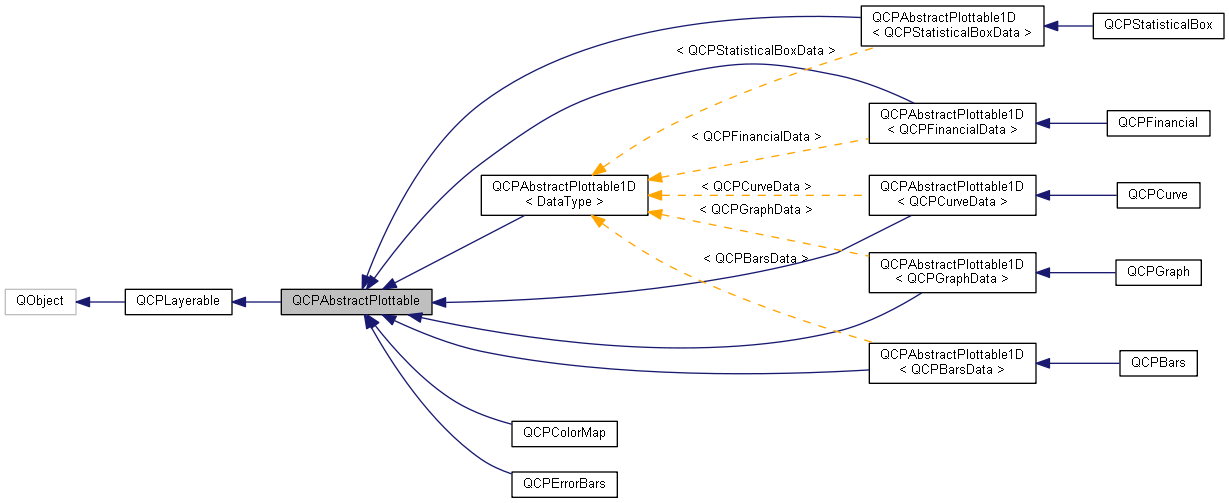 QCPAbstractPlottable1D
< QCPStatisticalBoxData >
QCPStatisticalBox
< QCPStatisticalBoxData >
QCPAbstractPlottable1D
< QCPFinancialData >
QCPFinancial
< QCPFinancialData >
QCPAbstractPlottable1D
< DataType >
< QCPCurveData >
QCPAbstractPlottable1D
< QCPCurveData >
QCPCurve
< QCPGraphData >
QCPAbstractPlottable1D
< QCPGraphData >
QCPGraph
< QCPBarsData >
QObject
QCPLayerable
QCPAbstractPlottable
QCPAbstractPlottable1D
< QCPBarsData >
QCPBars
QCPColorMap
QCPErrorBars